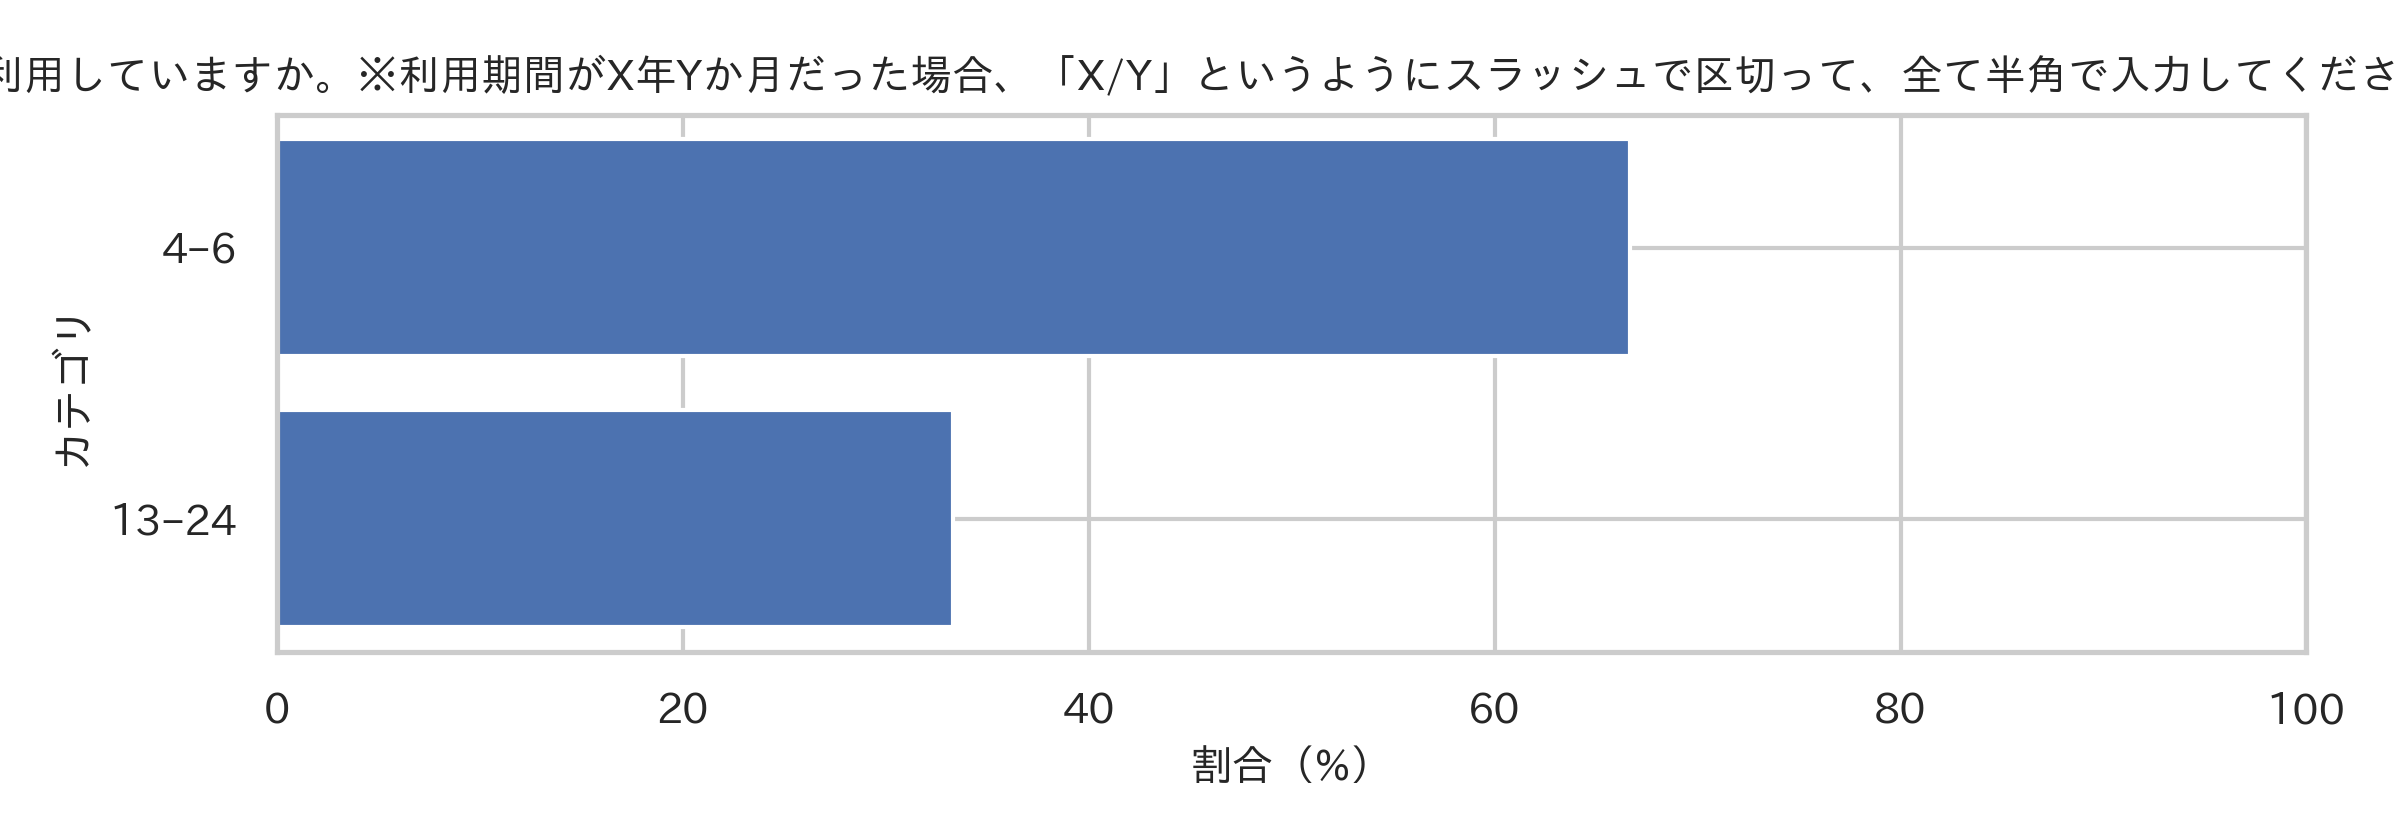 利用していますか。※利用期間がX年Yか月だった場合、「X/Y」というようにスラッシュで区切って、全て半角で入力してくださ
4–6
13–24
カテゴリ
0 20 40 60 80 100
割合（%）